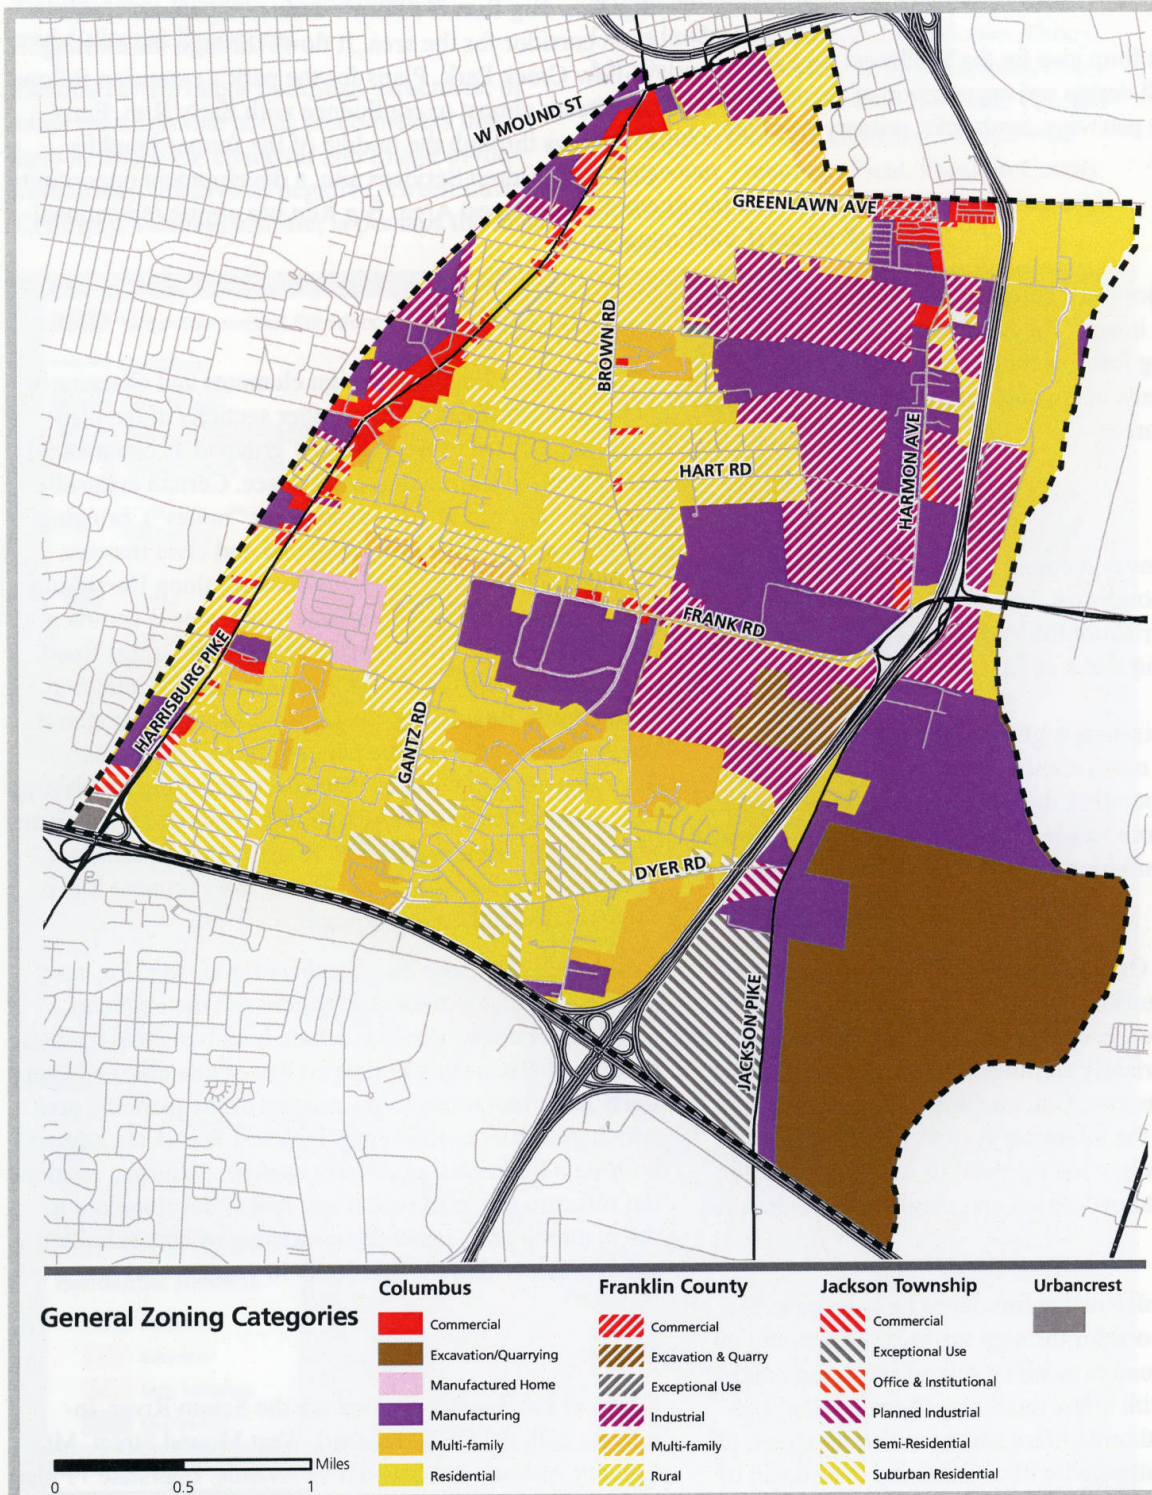 W MOUND ST
GREENLAWN AVE
BROWN RD
HART RD
HARMON AVE
FRANK RD
HARRISBURG PIKE
GANTZ RD
DYER RD
JACKSON PIKE
General Zoning Categories
Miles
0 0.5 1
Columbus
Commercial
Excavation/Quarrying
Manufactured Home
Manufacturing
Multi-family
Residential
Franklin County
Commercial
Excavation & Quarry
Exceptional Use
Industrial
Multi-family
Rural
Jackson Township
Commercial
Exceptional Use
Office & Institutional
Planned Industrial
Semi-Residential
Suburban Residential
Urbancrest